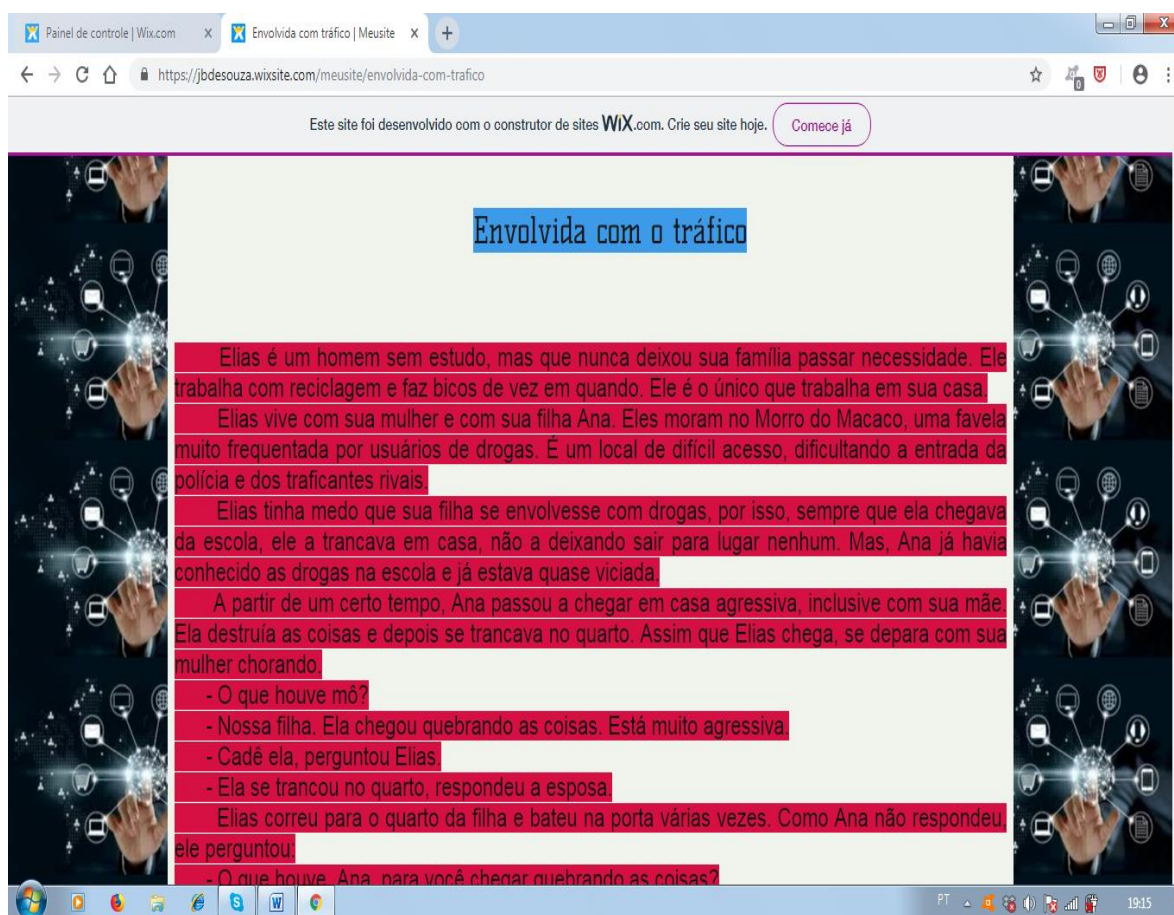 Painel de controle | Wix.com
Envolvida com tráfico | Meusite
https://jbdesouza.wixsite.com/meusite/envolvida-com-trafico
0
Este site foi desenvolvido com o construtor de sites WiX.com. Crie seu site hoje. Comece já
Envolvida com o tráfico
Elias é um homem sem estudo, mas que nunca deixou sua família passar necessidade. Ele
trabalha com reciclagem e faz bicos de vez em quando. Ele é o único que trabalha em sua casa.
Elias vive com sua mulher e com sua filha Ana. Eles moram no Morro do Macaco, uma favela
muito frequentada por usuários de drogas. É um local de difícil acesso, dificultando a entrada da
polícia e dos traficantes rivais.
Elias tinha medo que sua filha se envolvesse com drogas, por isso, sempre que ela chegava
da escola, ele a trancava em casa, não a deixando sair para lugar nenhum. Mas, Ana já havia
conhecido as drogas na escola e já estava quase viciada.
A partir de um certo tempo, Ana passou a chegar em casa agressiva, inclusive com sua mãe.
Ela destruía as coisas e depois se trancava no quarto. Assim que Elias chega, se depara com sua
mulher chorando.
- O que houve mô?
- Nossa filha. Ela chegou quebrando as coisas. Está muito agressiva.
- Cadê ela, perguntou Elias.
- Ela se trancou no quarto, respondeu a esposa.
Elias correu para o quarto da filha e bateu na porta várias vezes. Como Ana não respondeu,
ele perguntou:
- O que houve, Ana, para você chegar quebrando as coisas?
PT 19:15